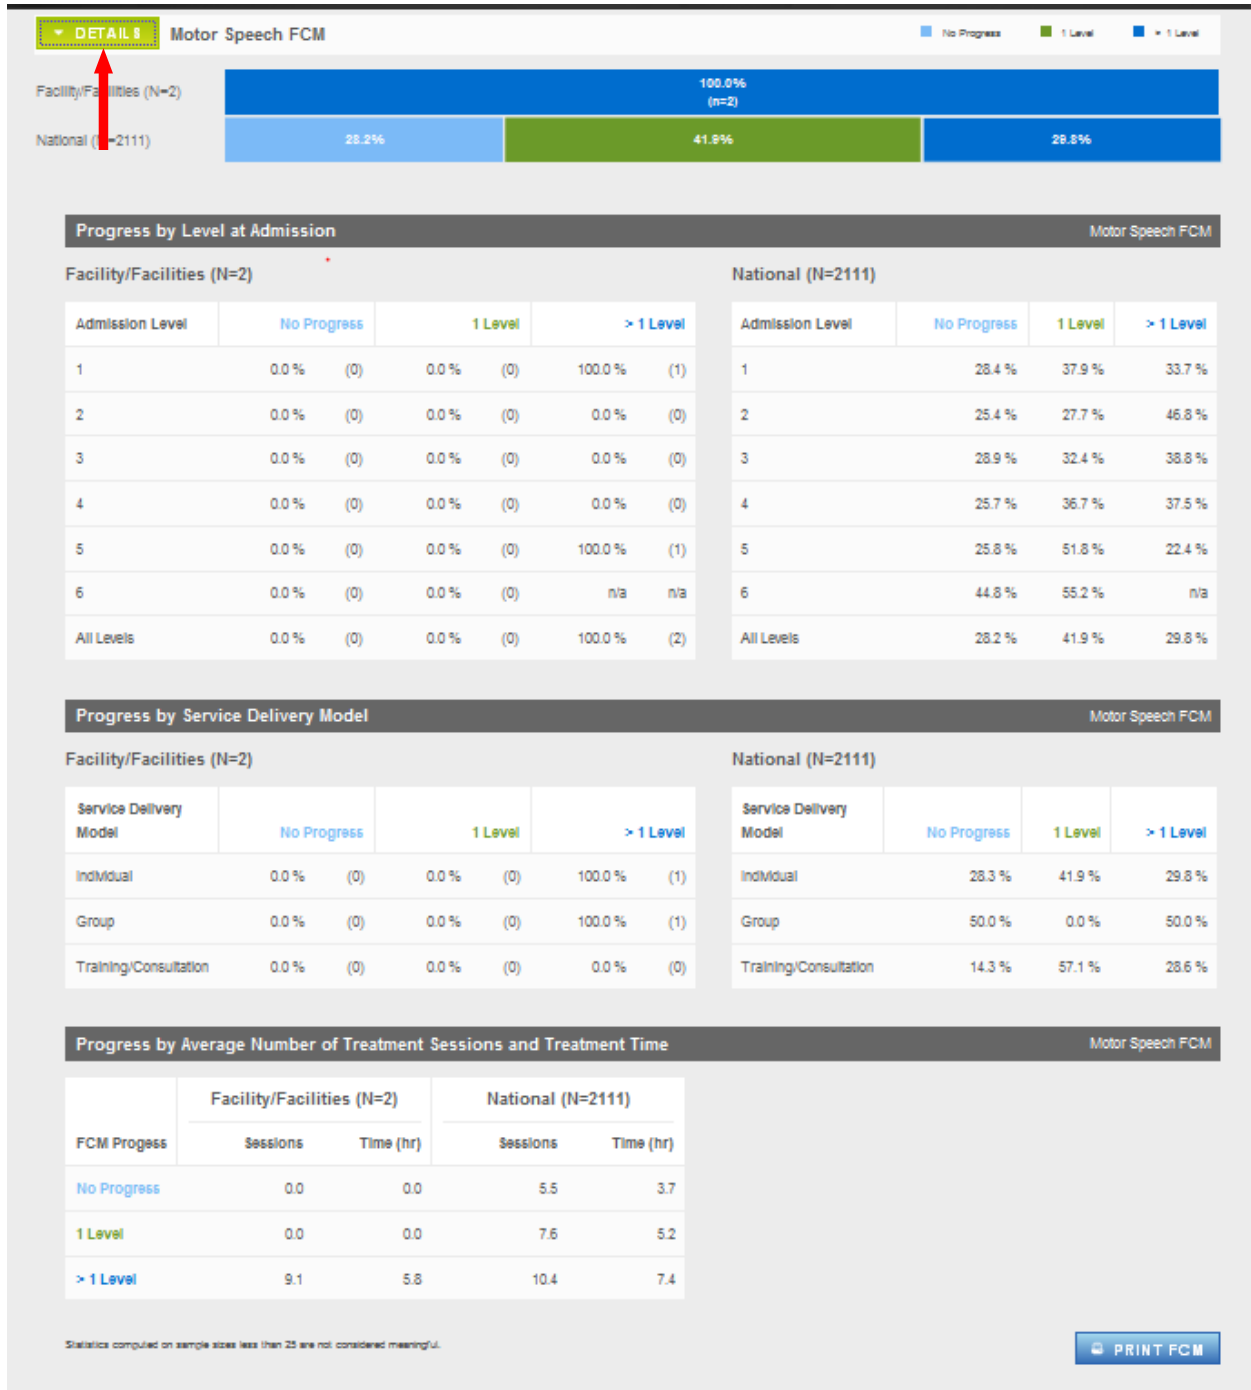 DETAILS Motor Speech FCM No Progress 1 Level > 1 Level
Facility/Facilities (N=2) 100.0%
(n=2)
National (N=2111) 28.2% 41.9% 29.8%
Progress by Level at Admission Motor Speech FCM
Facility/Facilities (N=2) National (N=2111)
Admission Level No Progress 1 Level > 1 Level Admission Level No Progress 1 Level > 1 Level
1 0.0 % (0) 0.0 % (0) 100.0 % (1) 1 28.4 % 37.9 % 33.7 %
2 0.0 % (0) 0.0 % (0) 0.0 % (0) 2 25.4 % 27.7 % 46.8 %
3 0.0 % (0) 0.0 % (0) 0.0 % (0) 3 28.9 % 32.4 % 38.8 %
4 0.0 % (0) 0.0 % (0) 0.0 % (0) 4 25.7 % 36.7 % 37.5 %
5 0.0 % (0) 0.0 % (0) 100.0 % (1) 5 25.8 % 51.8 % 22.4 %
6 0.0 % (0) 0.0 % (0) n/a n/a 6 44.8 % 55.2 % n/a
All Levels 0.0 % (0) 0.0 % (0) 100.0 % (2) All Levels 28.2 % 41.9 % 29.8 %
Progress by Service Delivery Model Motor Speech FCM
Facility/Facilities (N=2) National (N=2111)
Service Delivery Service Delivery
Model No Progress 1 Level > 1 Level Model No Progress 1 Level > 1 Level
Individual 0.0 % (0) 0.0 % (0) 100.0 % (1) Individual 28.3 % 41.9 % 29.8 %
Group 0.0 % (0) 0.0 % (0) 100.0 % (1) Group 50.0 % 0.0 % 50.0 %
Training/Consultation 0.0 % (0) 0.0 % (0) 0.0 % (0) Training/Consultation 14.3 % 57.1 % 28.6 %
Progress by Average Number of Treatment Sessions and Treatment Time Motor Speech FCM
Facility/Facilities (N=2) National (N=2111)
FCM Progess Sessions Time (hr) Sessions Time (hr)
No Progress 0.0 0.0 5.5 3.7
1 Level 0.0 0.0 7.6 5.2
> 1 Level 9.1 5.8 10.4 7.4
Statistics computed on sample sizes less than 25 are not considered meaningful.
PRINT FCM